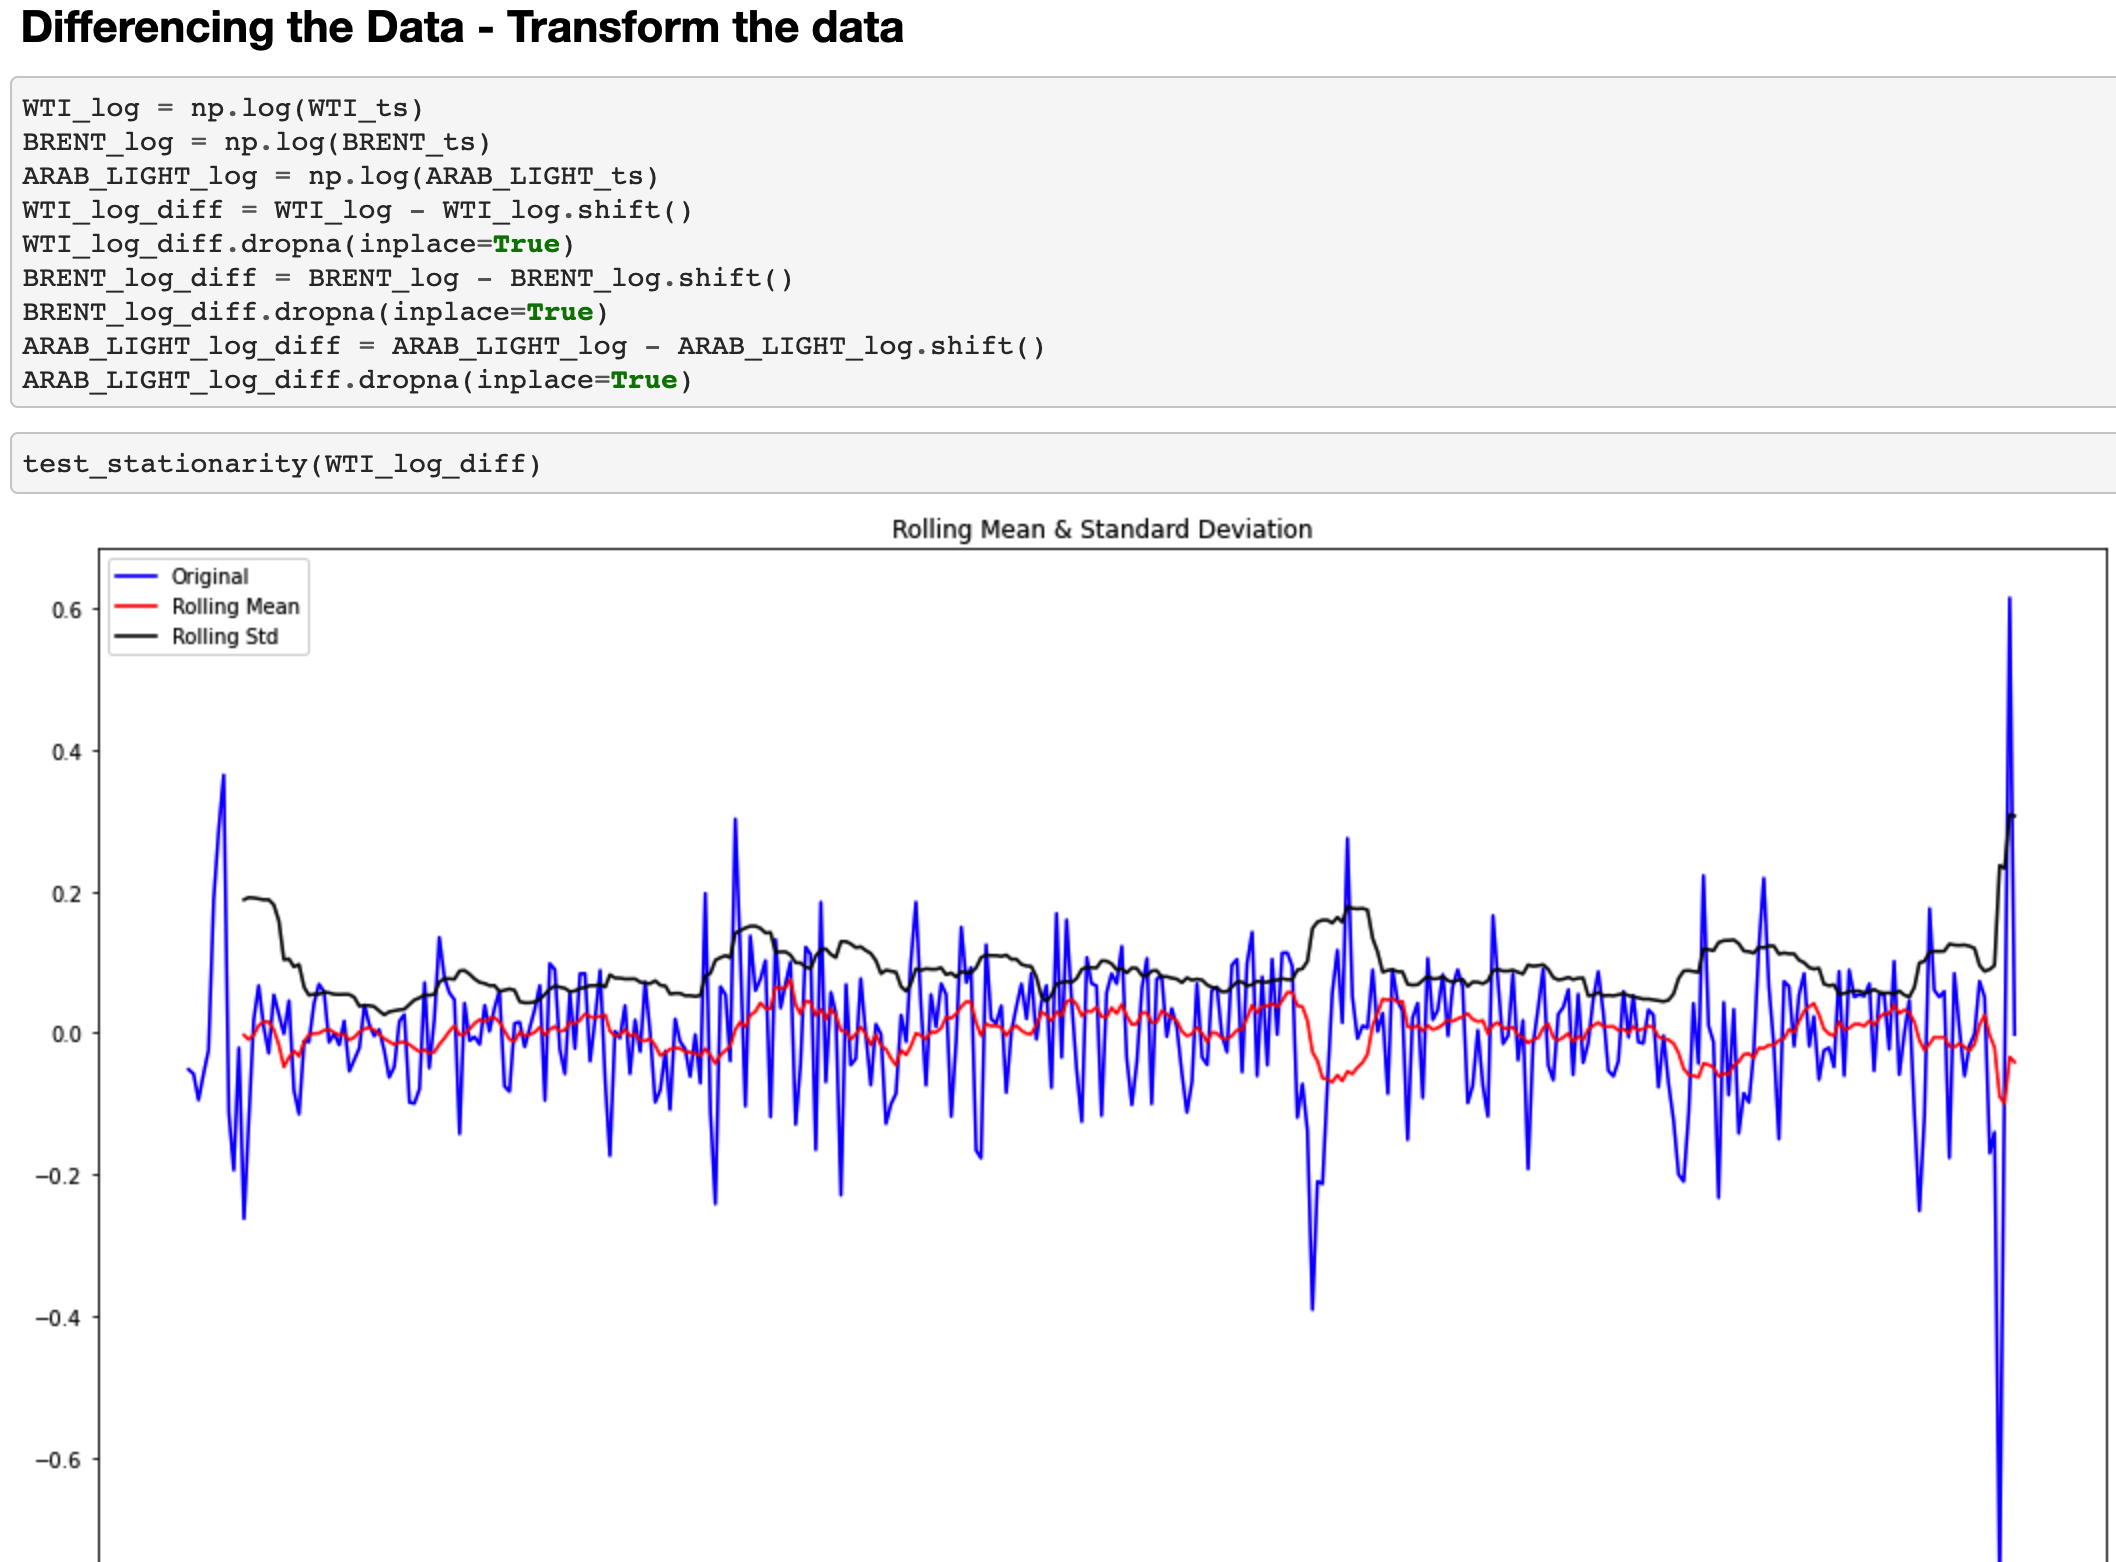 Differencing the Data - Transform the data
WTI_log = np.log(WTI_ts)
BRENT_log = np.log(BRENT_ts)
ARAB_LIGHT_log = np.log(ARAB_LIGHT_ts)
WTI_log_diff = WTI_log - WTI_log.shift()
WTI_log_diff.dropna(inplace=True)
BRENT_log_diff = BRENT_log - BRENT_log.shift()
BRENT_log_diff.dropna(inplace=True)
ARAB_LIGHT_log_diff = ARAB_LIGHT_log - ARAB_LIGHT_log.shift()
ARAB_LIGHT_log_diff.dropna(inplace=True)
test_stationarity(WTI_log_diff)
Rolling Mean & Standard Deviation
Original
Rolling Mean
Rolling Std
0.6
0.4
0.2
0.0
−0.2
−0.4
−0.6